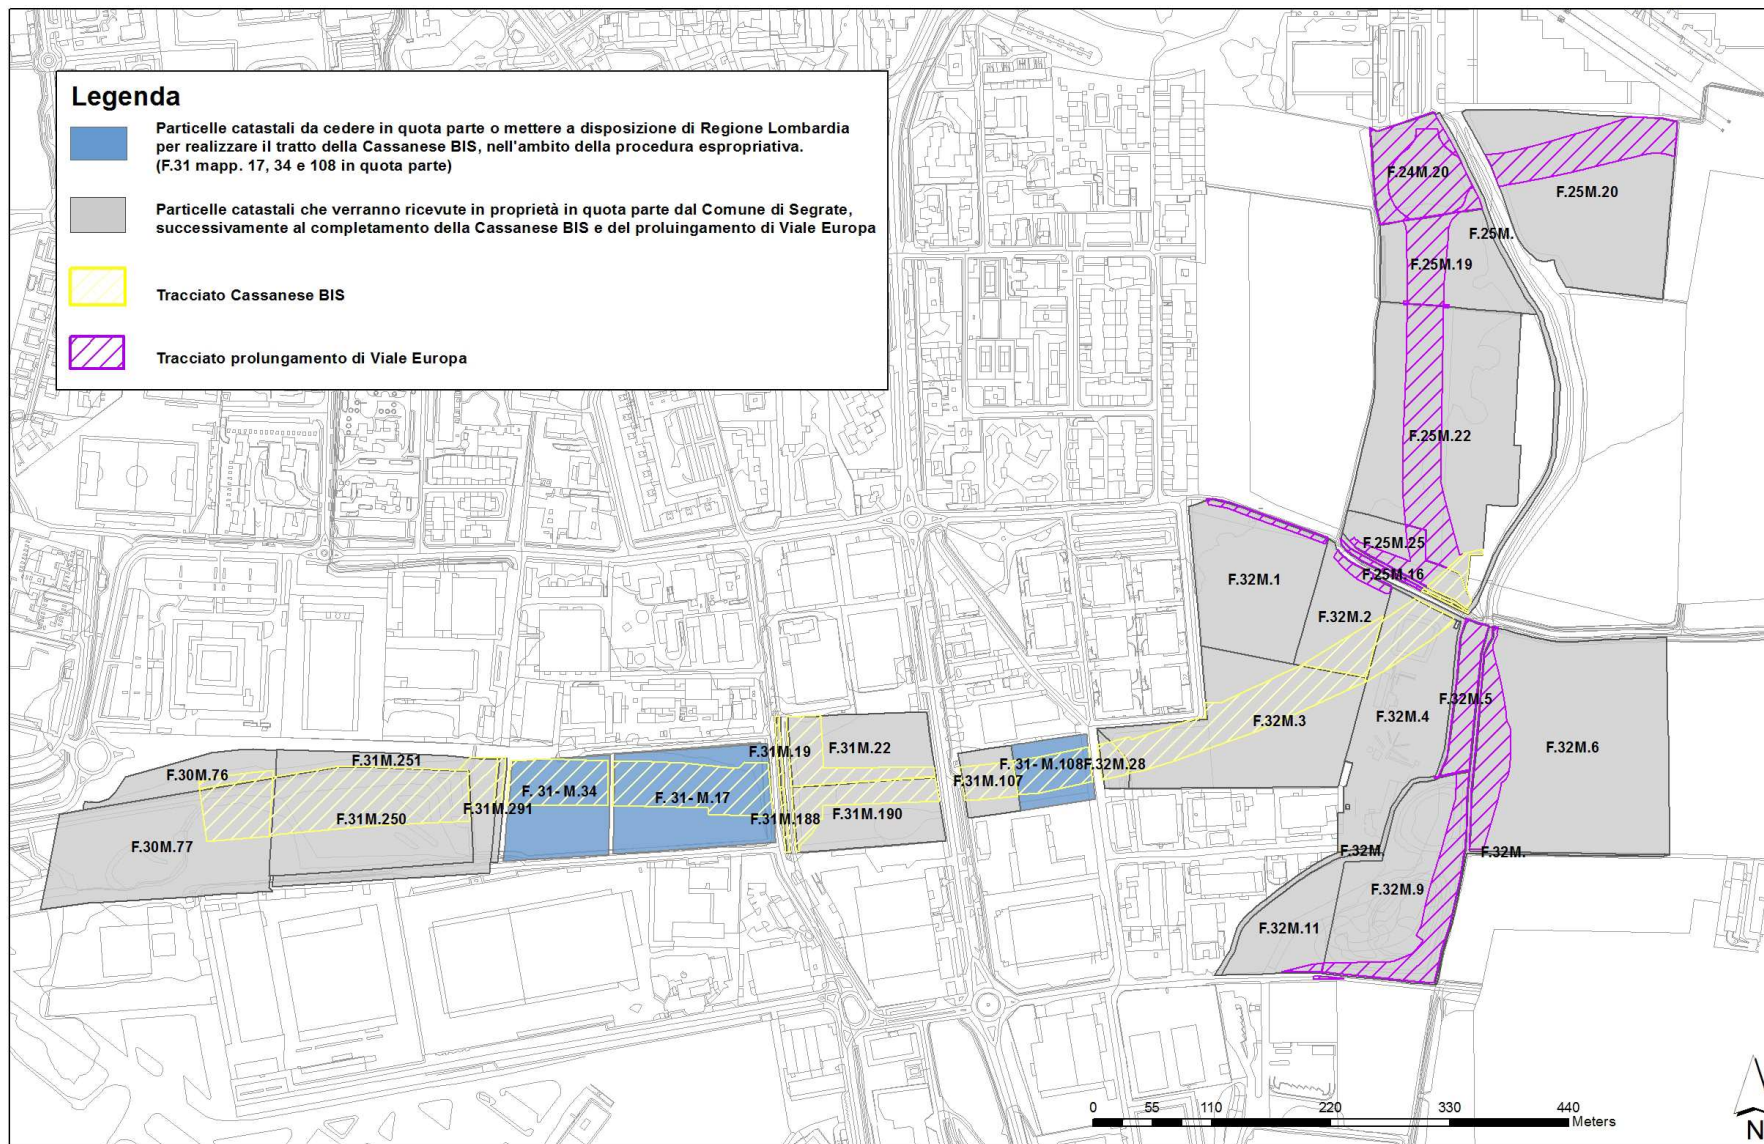 Legenda
Particelle catastali da cedere in quota parte o mettere a disposizione di Regione Lombardia
per realizzare il tratto della Cassanese BIS, nell'ambito della procedura espropriativa.
(F.31 mapp. 17, 34 e 108 in quota parte)
Particelle catastali che verranno ricevute in proprietà in quota parte dal Comune di Segrate,
successivamente al completamento della Cassanese BIS e del proluingamento di Viale Europa
Tracciato Cassanese BIS
Tracciato prolungamento di Viale Europa
F.24M.20
F.25M.20
F.25M.
F.25M.19
F.25M.22
F.25M.25
F.25M.16
F.32M.1
F.32M.2
F.32M.5
F.32M.3
F.32M.4
F.32M.6
F.31M.19
F.31M.22
F.31M.251
F.30M.76
F. 31- M.108
F.32M.28
F.31M.107
F. 31- M.34
F. 31- M.17
F.31M.291
F.31M.250
F.31M.188
F.31M.190
F.30M.77
F.32M
F.32M.
F.32M.9
F.32M.11
0 55 110 220 330 440
Meters
N